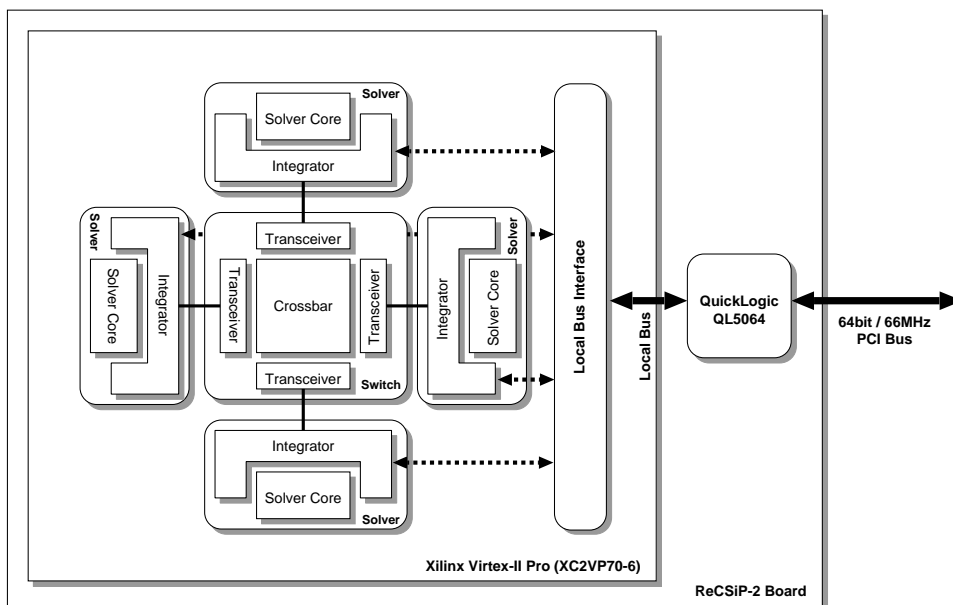 Solver
Solver Core
Integrator
Solver
Solver Core
Integrator
Transceiver
Transceiver
Crossbar
Transceiver
Transceiver
Switch
Solver
Integrator
Solver Core
Integrator
Solver Core
Solver
Local Bus Interface
Local Bus
QuickLogic
QL5064
64bit / 66MHz
PCI Bus
Xilinx Virtex-II Pro (XC2VP70-6)
ReCSiP-2 Board